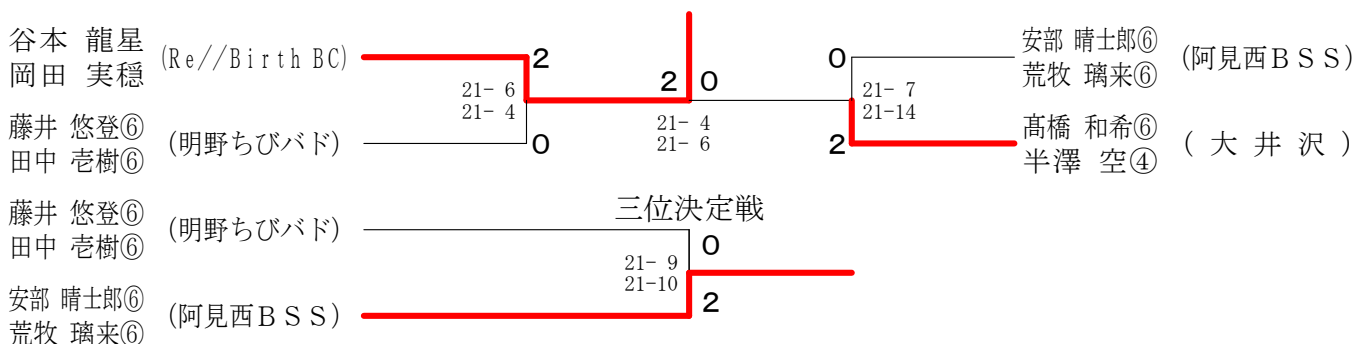 谷本 龍星
岡田 実穏
(Re//Birth BC)
2
21- 6
21- 4
藤井 悠登⑥
田中 壱樹⑥
(明野ちびバド)
0
2 0
21- 4
21- 6
安部 晴士郎⑥
荒牧 璃来⑥
(阿見西BSS)
0
21- 7
21-14
髙橋 和希⑥
半澤 空④
(大井沢)
2
三位決定戦
藤井 悠登⑥
田中 壱樹⑥
(明野ちびバド)
0
21- 9
21-10
安部 晴士郎⑥
荒牧 璃来⑥
(阿見西BSS)
2